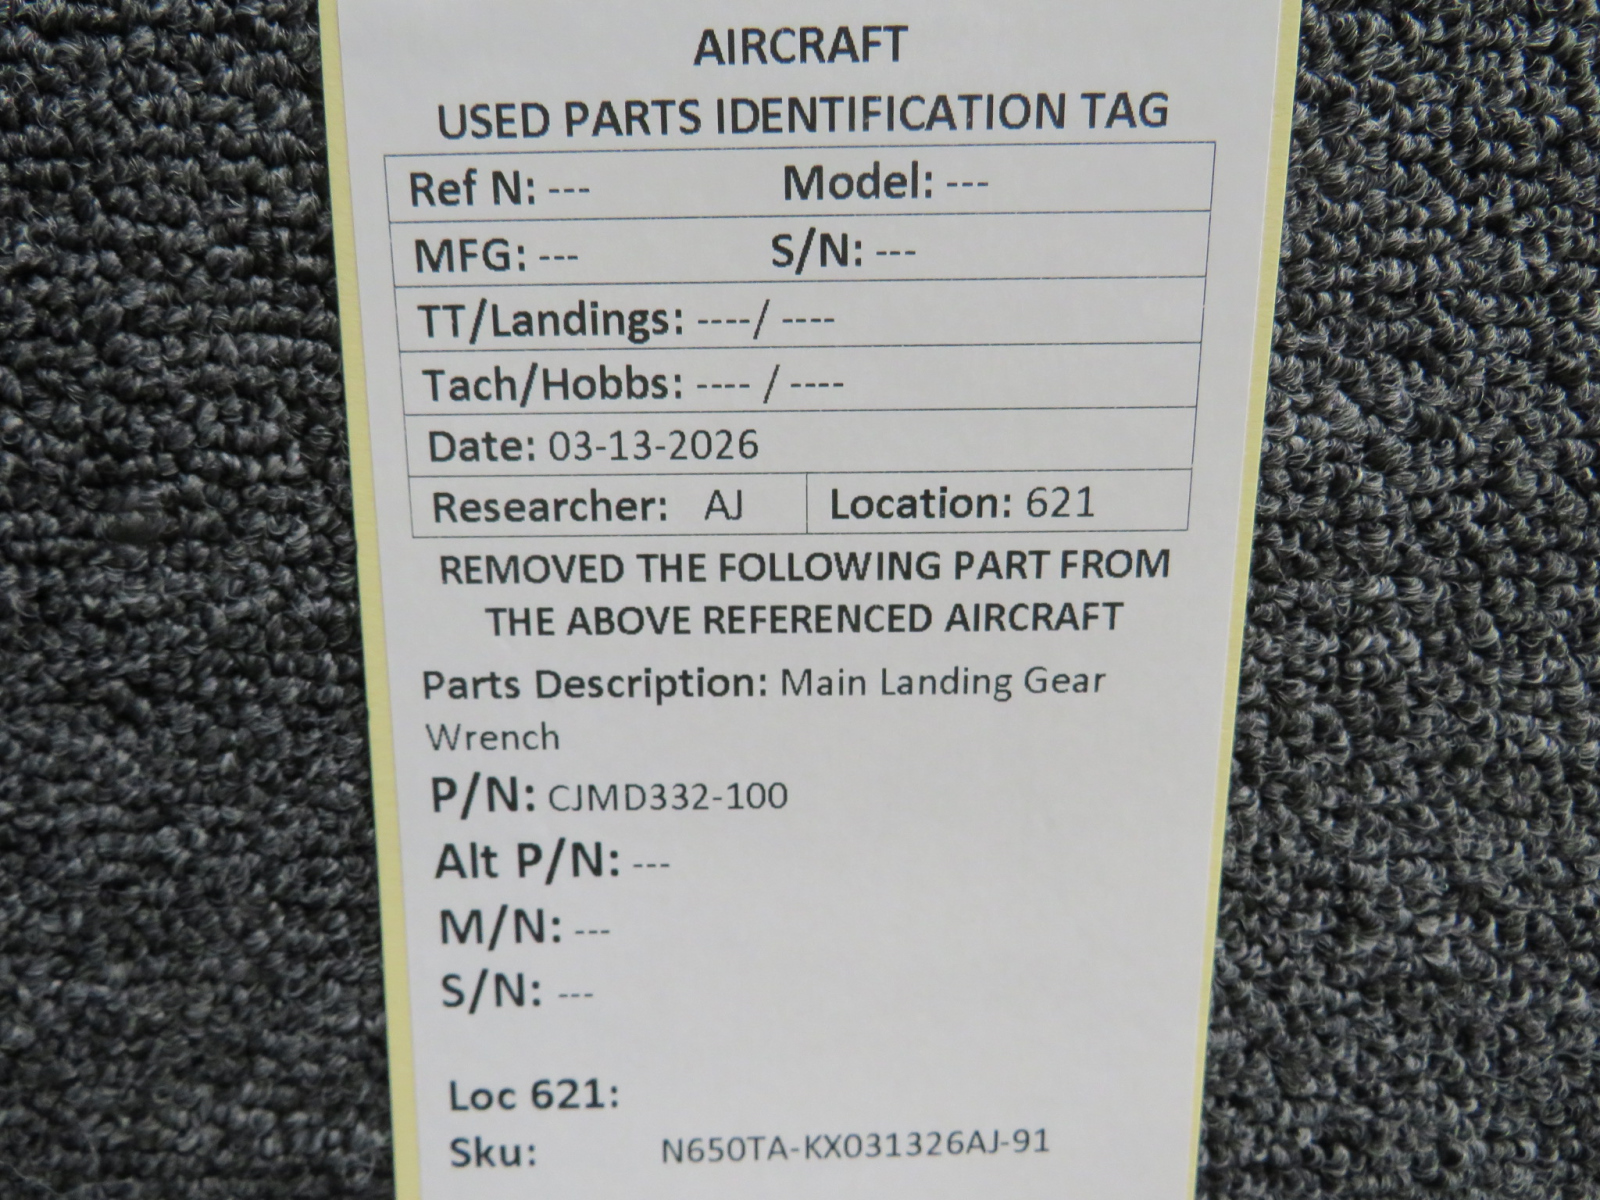 AIRCRAFT
USED PARTS IDENTIFICATION TAG
Ref N: --- Model: ---
MFG: --- S/N: ---
TT/Landings: ----/ ----
Tach/Hobbs: ---- / ----
Date: 03-13-2026
Researcher: AJ Location: 621
REMOVED THE FOLLOWING PART FROM
THE ABOVE REFERENCED AIRCRAFT
Parts Description: Main Landing Gear
Wrench
P/N: CJMD332-100
Alt P/N: ---
M/N: ---
S/N: ---
Loc 621:
Sku: N650TA-KX031326AJ-91